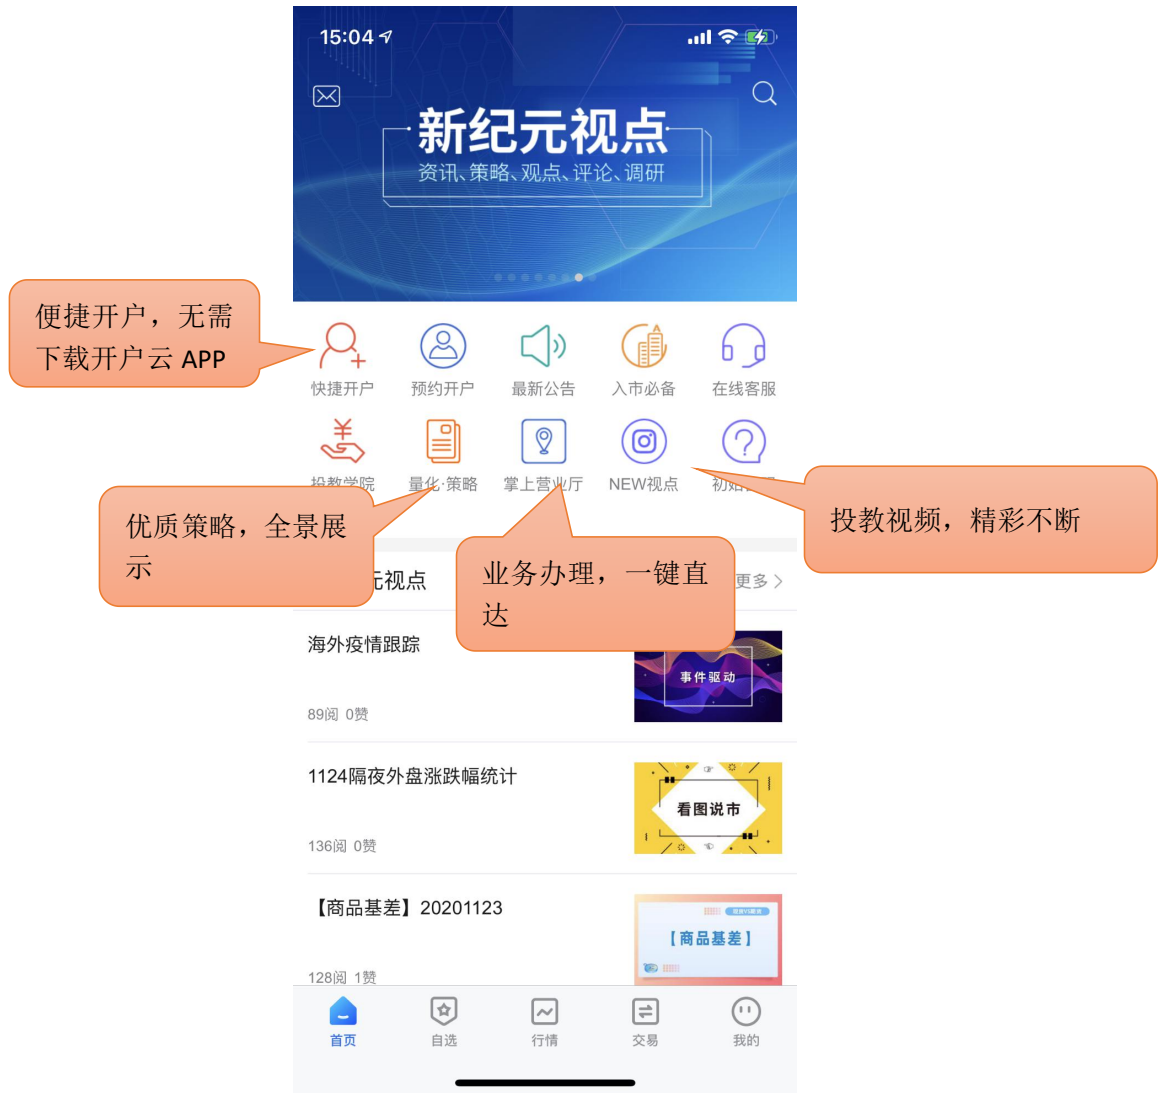 15:04
新纪元视点
资讯、策略、观点、评论、调研
便捷开户，无需
下载开户云 APP
快捷开户 预约开户 最新公告 入市必备 在线客服
投教学院 量化·策略 掌上营业厅 NEW视点
优质策略，全景展
示
业务办理，一键直
达
投教视频，精彩不断
元视点
更多
海外疫情跟踪
事件驱动
89阅 0赞
1124隔夜外盘涨跌幅统计
看图说市
136阅 0赞
【商品基差】20201123
【商品基差】
128阅 1赞
首页 自选 行情 交易 我的